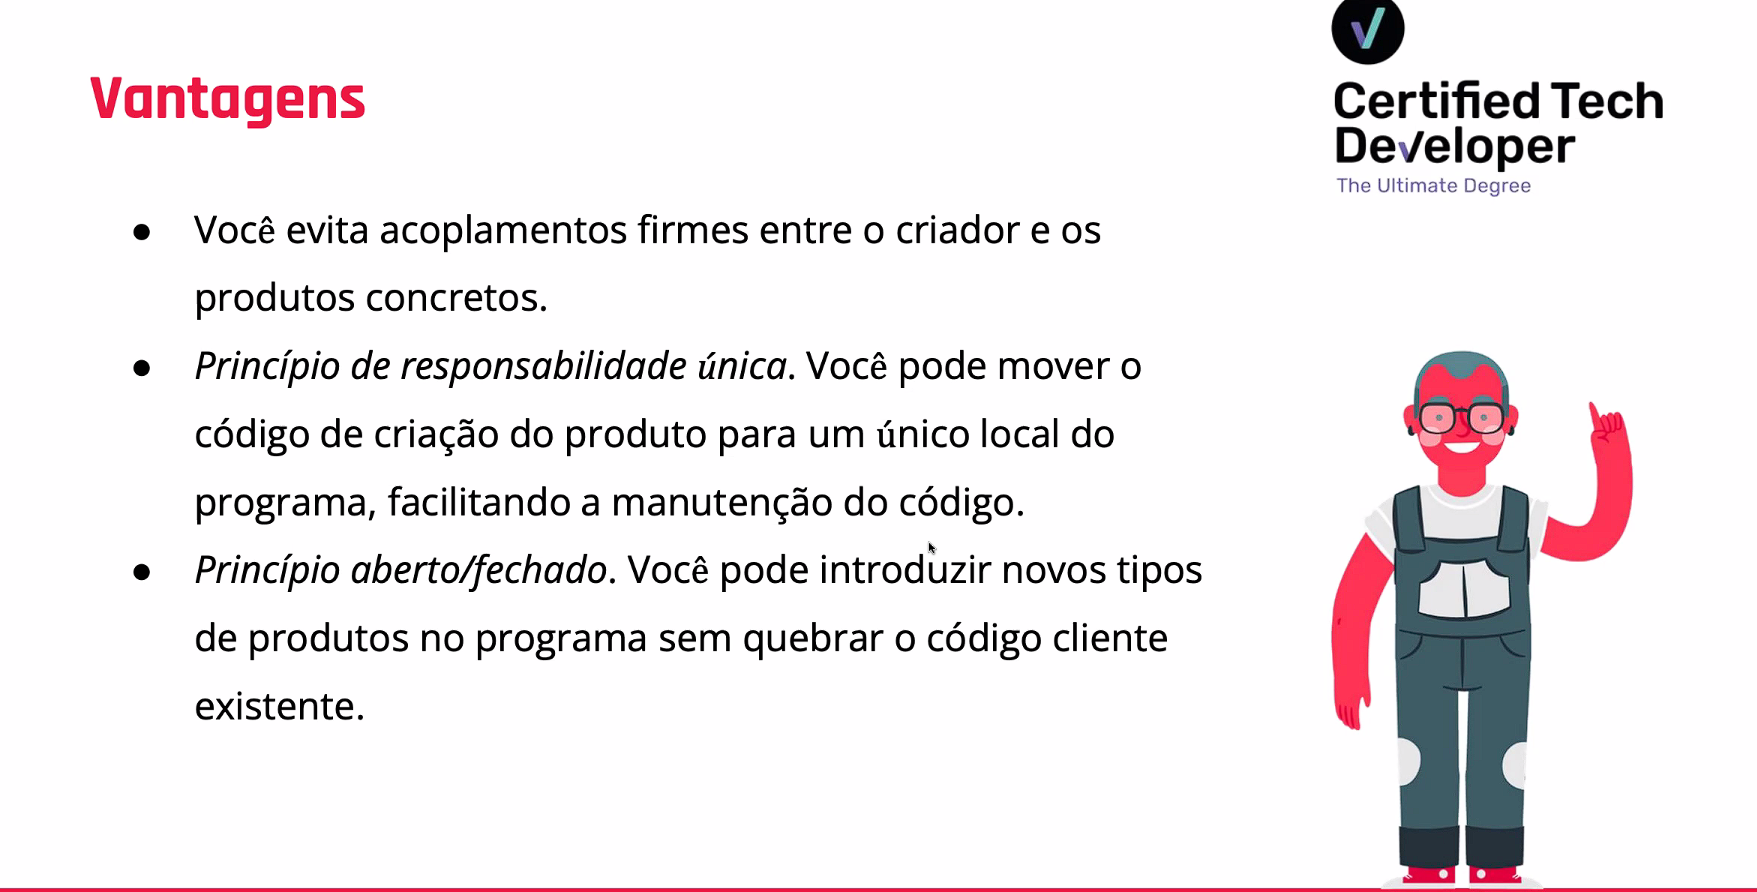 Vantagens
Certified Tech
Developer
The Ultimate Degree
● Você evita acoplamentos firmes entre o criador e os
produtos concretos.
● Princípio de responsabilidade única. Você pode mover o
código de criação do produto para um único local do
programa, facilitando a manutenção do código.
● Princípio aberto/fechado. Você pode introduzir novos tipos
de produtos no programa sem quebrar o código cliente
existente.